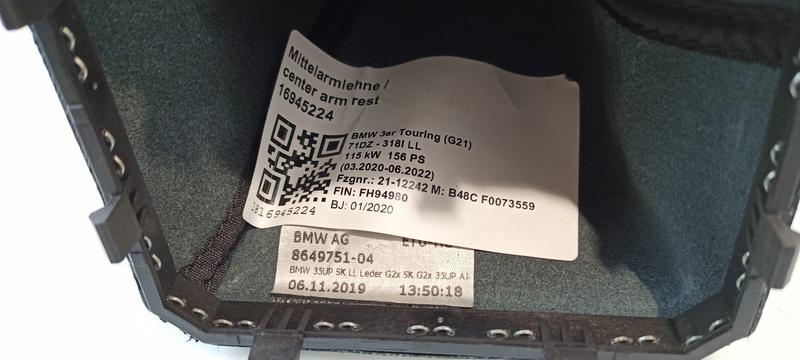 Mittelarmlehne /
center arm rest
16945224
BMW 3er Touring (G21)
71DZ - 318I LL
115 kW 156 PS
(03.2020-06.2022)
Fzgnr.: 21-12242 M: B48C F0073559
FIN: FH94980
BJ: 01/2020
16945224
BMW AG
8649751-04
BMW 35UP SK LL Leder G2x SK G2x 35UP
06.11.2019 13:50:18